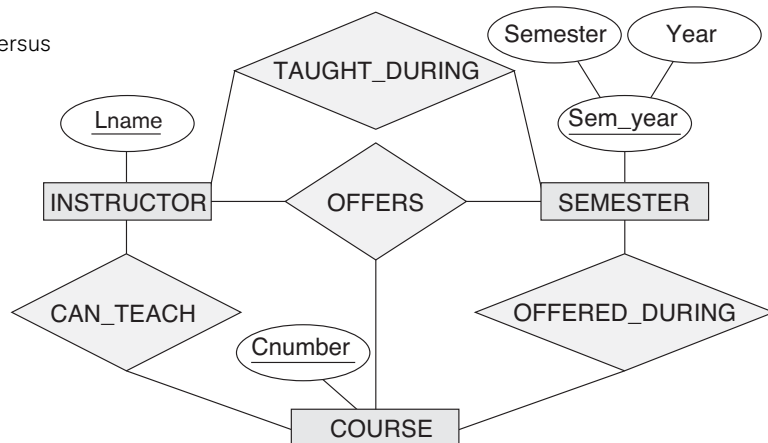 ersus
Semester
Year
TAUGHT_DURING
Lname
Sem_year
INSTRUCTOR
OFFERS
SEMESTER
CAN_TEACH
OFFERED_DURING
Cnumber
COURSE